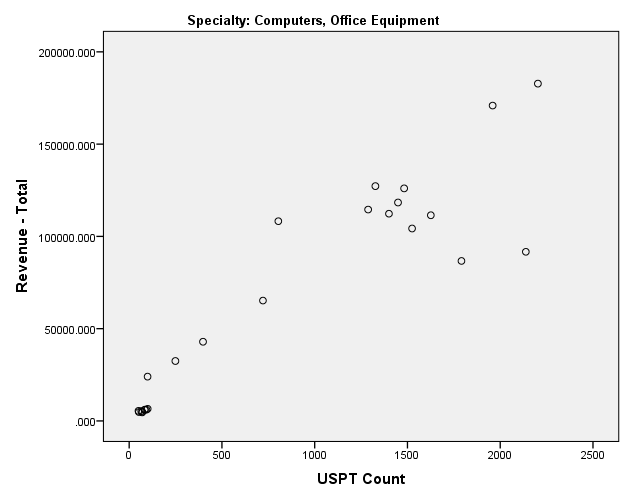 Specialty: Computers, Office Equipment
200000.000
150000.000
100000.000
50000.000
.000
Revenue - Total
0 500 1000 1500 2000 2500
USPT Count